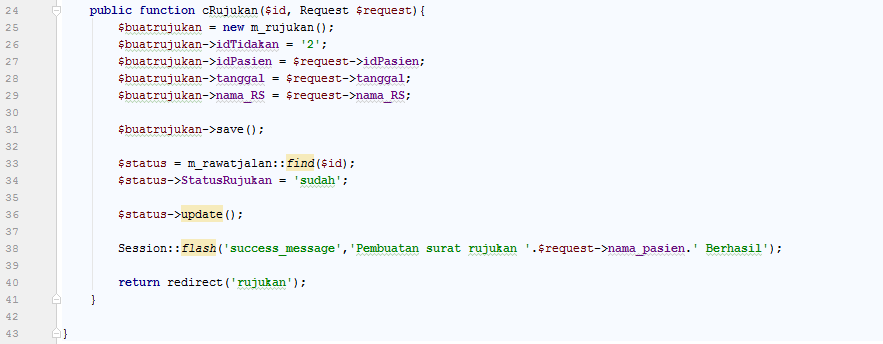 24 public function cRujukan($id, Request $request){
25 $buatrujukan = new m_rujukan();
26 $buatrujukan->idTidakan = '2';
27 $buatrujukan->idPasien = $request->idPasien;
28 $buatrujukan->tanggal = $request->tanggal;
29 $buatrujukan->nama_RS = $request->nama_RS;
30
31 $buatrujukan->save();
32
33 $status = m_rawatjalan::find($id);
34 $status->StatusRujukan = 'sudah';
35
36 $status->update();
37
38 Session::flash('success_message','Pembuatan surat rujukan '.$request->nama_pasien.' Berhasil');
39
40 return redirect('rujukan');
41 }
42
43 }